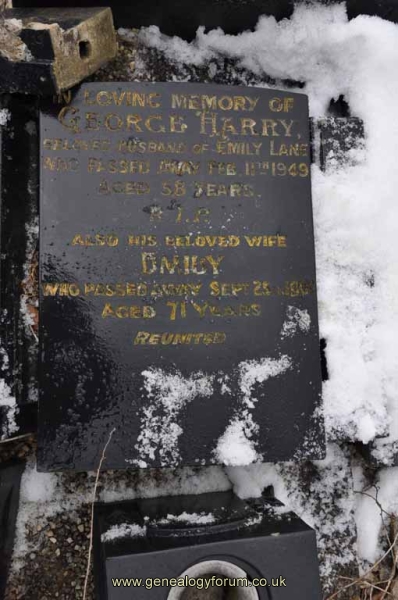 IN LOVING MEMORY OF
GEORGE HARRY,
BELOVED HUSBAND OF EMILY LANE
WHO PASSED AWAY FEB. 11TH 1949
AGED 58 YEARS.
R.I.P.
ALSO HIS BELOVED WIFE
EMILY
WHO PASSED AWAY SEPT
AGED 71 YEARS
REUNITED
www.genealogyforum.co.uk